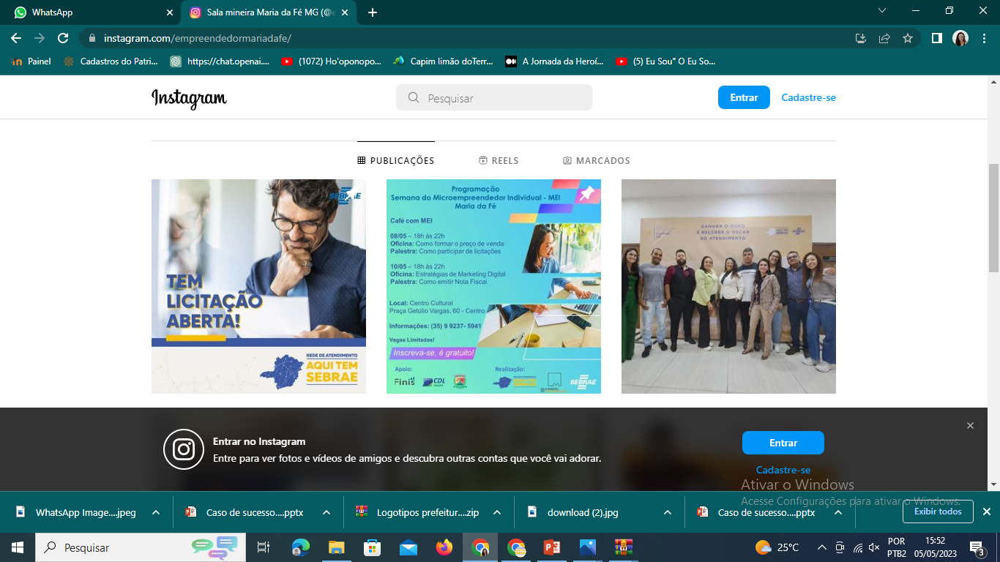 WhatsApp
Sala mineira Maria da Fé MG (@e
instagram.com/empreendedormariadafe/
Painel
Cadastros do Patri...
https://chat.openai....
(1072) Ho'oponopo...
Capim limão doTerr...
A Jornada da Heroí...
(5) Eu Sou" O Eu So...
Instagram
Pesquisar
Entrar
Cadastre-se
PUBLICAÇÕES
REELS
MARCADOS
SEBRAE
TEM
LICITAÇÃO
ABERTA!
REDE DE ATENDIMENTO
AQUI TEM
SEBRAE
Programação
Semana do Microempreendedor Individual - MEI
Maria da Fé
Café com MEI
08/05 – 18h às 22h
Oficina: Como formar o preço de venda
Palestra: Como participar de licitações
10/05 – 18h às 22h
Oficina: Estratégias de Marketing Digital
Palestra: Como emitir Nota Fiscal
Local: Centro Cultural
Praça Getúlio Vargas, 60 - Centro
Informações: (35) 9 9237- 5941
Vagas Limitadas!
Inscreva-se, é gratuito!
Apoio:
Realização:
Finis
CDL
SEBRAE
GANHAR O OURO
E RECEBER O OSCAR
DO ATENDIMENTO
Entrar no Instagram
Entre para ver fotos e vídeos de amigos e descubra outras contas que você vai adorar.
Entrar
Cadastre-se
Ativar o Windows
Acesse Configurações para ativar o Windows.
WhatsApp Image....jpeg
Caso de sucesso....pptx
Logotipos prefeitur....zip
download (2).jpg
Caso de sucesso....pptx
Exibir todos
Pesquisar
25°C
POR
PTB2
15:52
05/05/2023
3